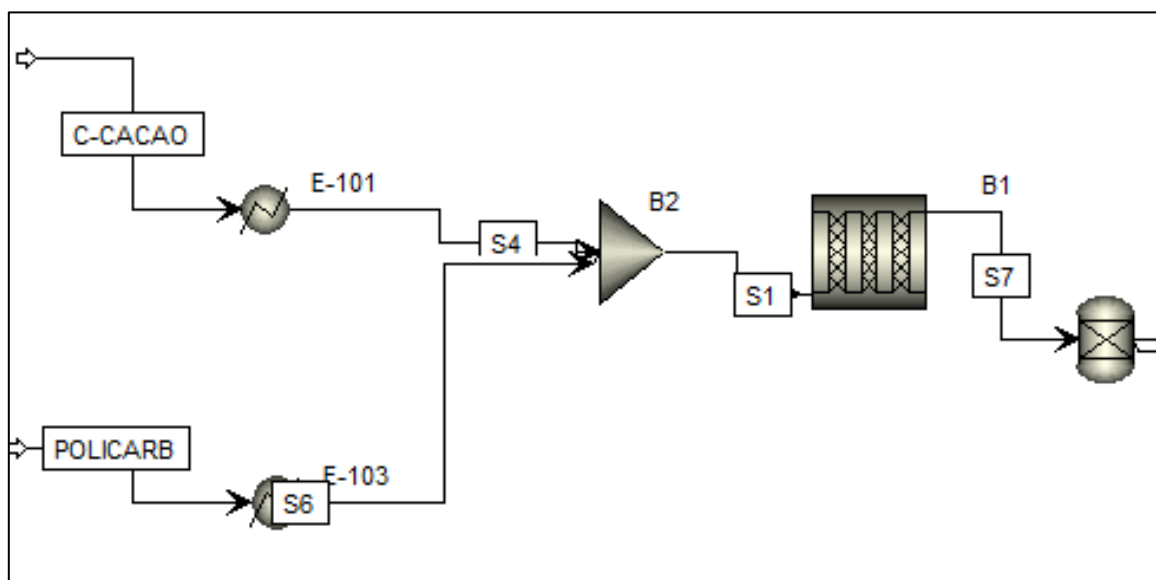 C-CACAO
E-101
S4
B2
S1
B1
S7
POLICARB
E-103
S6